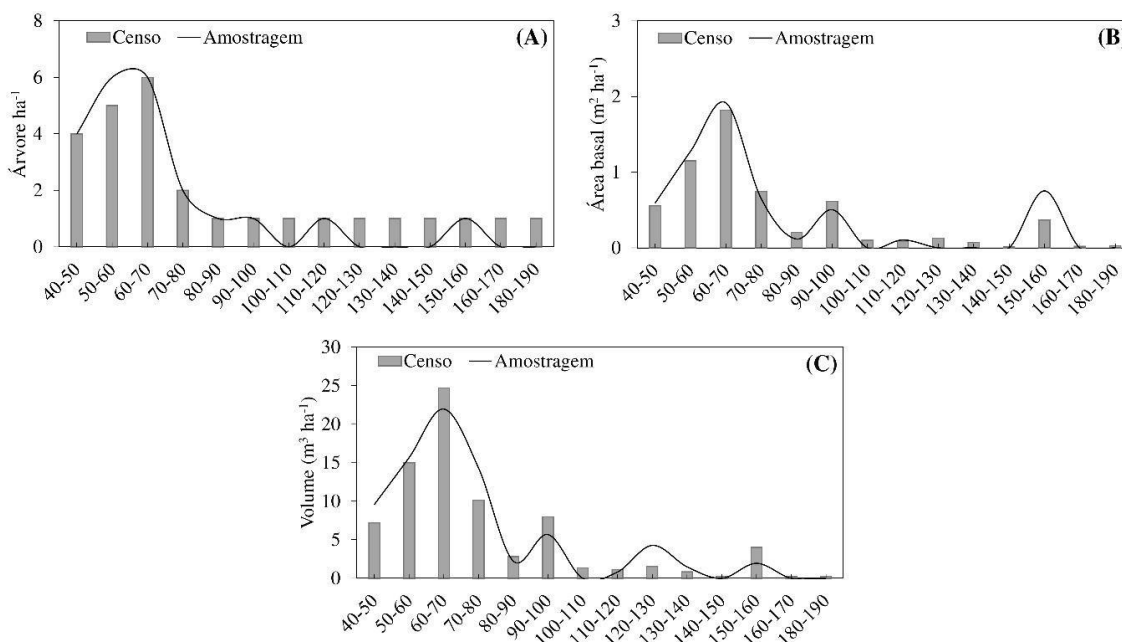 Censo Amostragem (A)
Árvore ha⁻¹
8
6
4
2
0
40-50 50-60 60-70 70-80 80-90 90-100 100-110 110-120 120-130 130-140 140-150 150-160 160-170 180-190
Censo Amostragem (B)
Área basal (m² ha⁻¹)
3
2
1
0
40-50 50-60 60-70 70-80 80-90 90-100 100-110 110-120 120-130 130-140 140-150 150-160 160-170 180-190
Censo Amostragem (C)
Volume (m³ ha⁻¹)
30
25
20
15
10
5
0
40-50 50-60 60-70 70-80 80-90 90-100 100-110 110-120 120-130 130-140 140-150 150-160 160-170 180-190